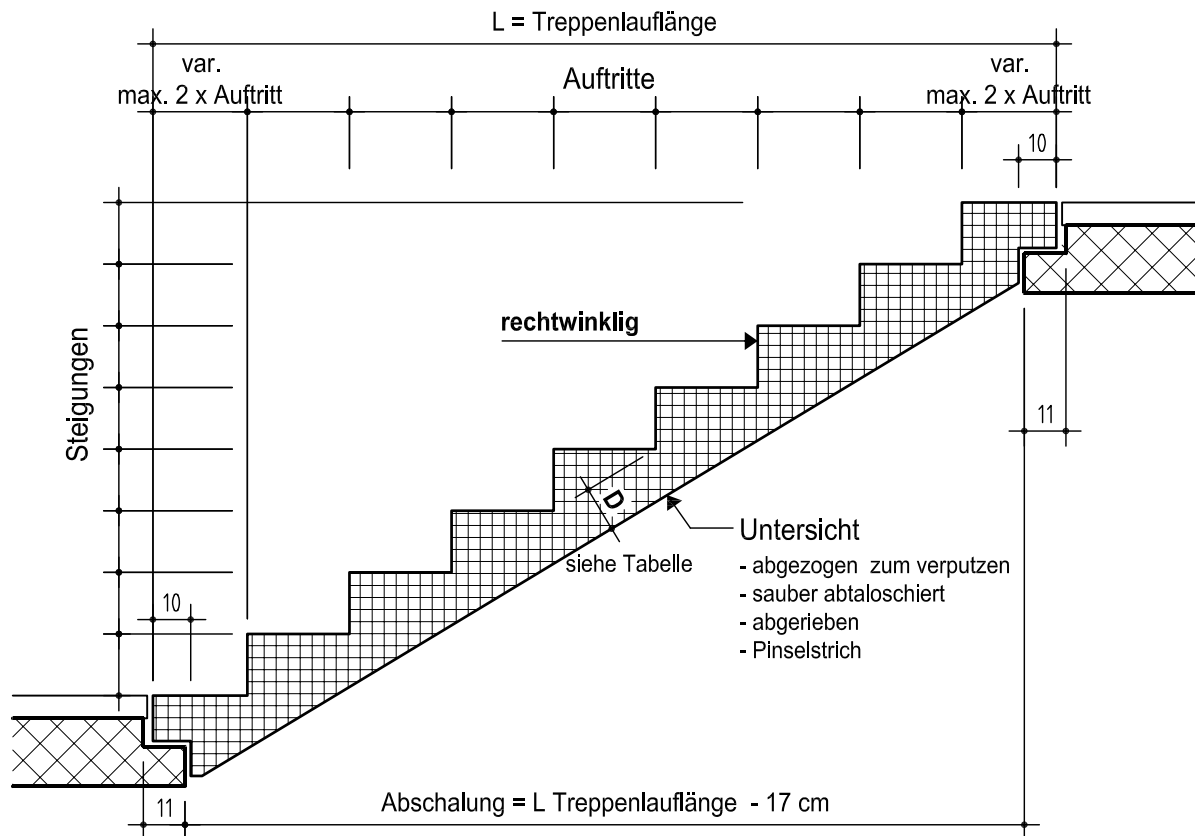 L = Treppenlauflänge
var.
max. 2 x Auftritt
Auftritte
var.
max. 2 x Auftritt
10
rechtwinklig
Steigungen
11
D
siehe Tabelle
Untersicht
- abgezogen zum verputzen
- sauber abtaloschiert
- abgerieben
- Pinselstrich
10
11
Abschalung = L Treppenlauflänge - 17 cm